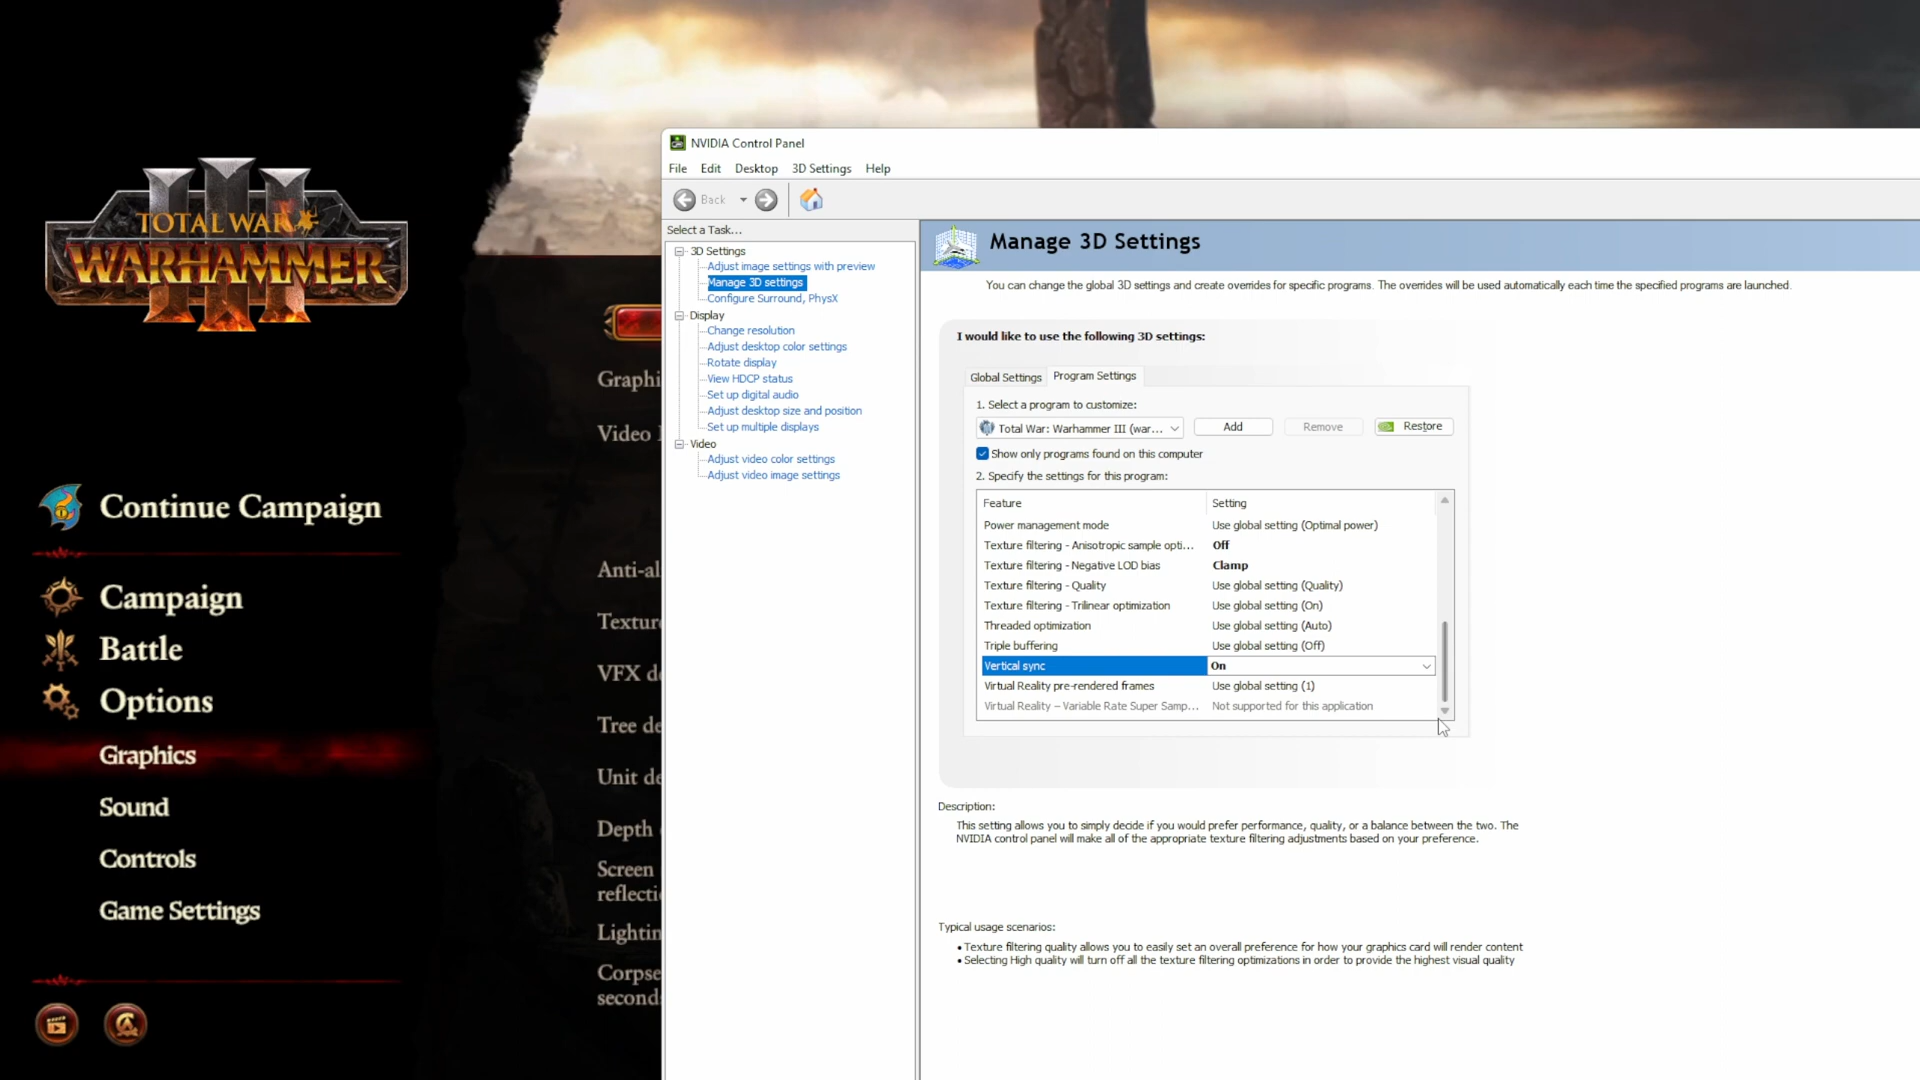 TOTAL WAR
WARHAMMER
III
Continue Campaign
Campaign
Battle
Options
Graphics
Sound
Controls
Game Settings
Graphi
Video
Anti-al
Textur
VFX de
Tree de
Unit de
Depth
Screen
reflecti
Lightin
Corpse
second
NVIDIA Control Panel
File Edit Desktop 3D Settings Help
Back
Select a Task...
3D Settings
Adjust image settings with preview
Manage 3D settings
Configure Surround, PhysX
Display
Change resolution
Adjust desktop color settings
Rotate display
View HDCP status
Set up digital audio
Adjust desktop size and position
Set up multiple displays
Video
Adjust video color settings
Adjust video image settings
Manage 3D Settings
You can change the global 3D settings and create overrides for specific programs. The overrides will be used automatically each time the specified programs are launched.
I would like to use the following 3D settings:
Global Settings Program Settings
1. Select a program to customize:
Total War: Warhammer III (war... Add Remove Restore
Show only programs found on this computer
2. Specify the settings for this program:
Feature Setting
Power management mode Use global setting (Optimal power)
Texture filtering - Anisotropic sample opti... Off
Texture filtering - Negative LOD bias Clamp
Texture filtering - Quality Use global setting (Quality)
Texture filtering - Trilinear optimization Use global setting (On)
Threaded optimization Use global setting (Auto)
Triple buffering Use global setting (Off)
Vertical sync On
Virtual Reality pre-rendered frames Use global setting (1)
Virtual Reality – Variable Rate Super Samp... Not supported for this application
Description:
This setting allows you to simply decide if you would prefer performance, quality, or a balance between the two. The
NVIDIA control panel will make all of the appropriate texture filtering adjustments based on your preference.
Typical usage scenarios:
• Texture filtering quality allows you to easily set an overall preference for how your graphics card will render content
• Selecting High quality will turn off all the texture filtering optimizations in order to provide the highest visual quality